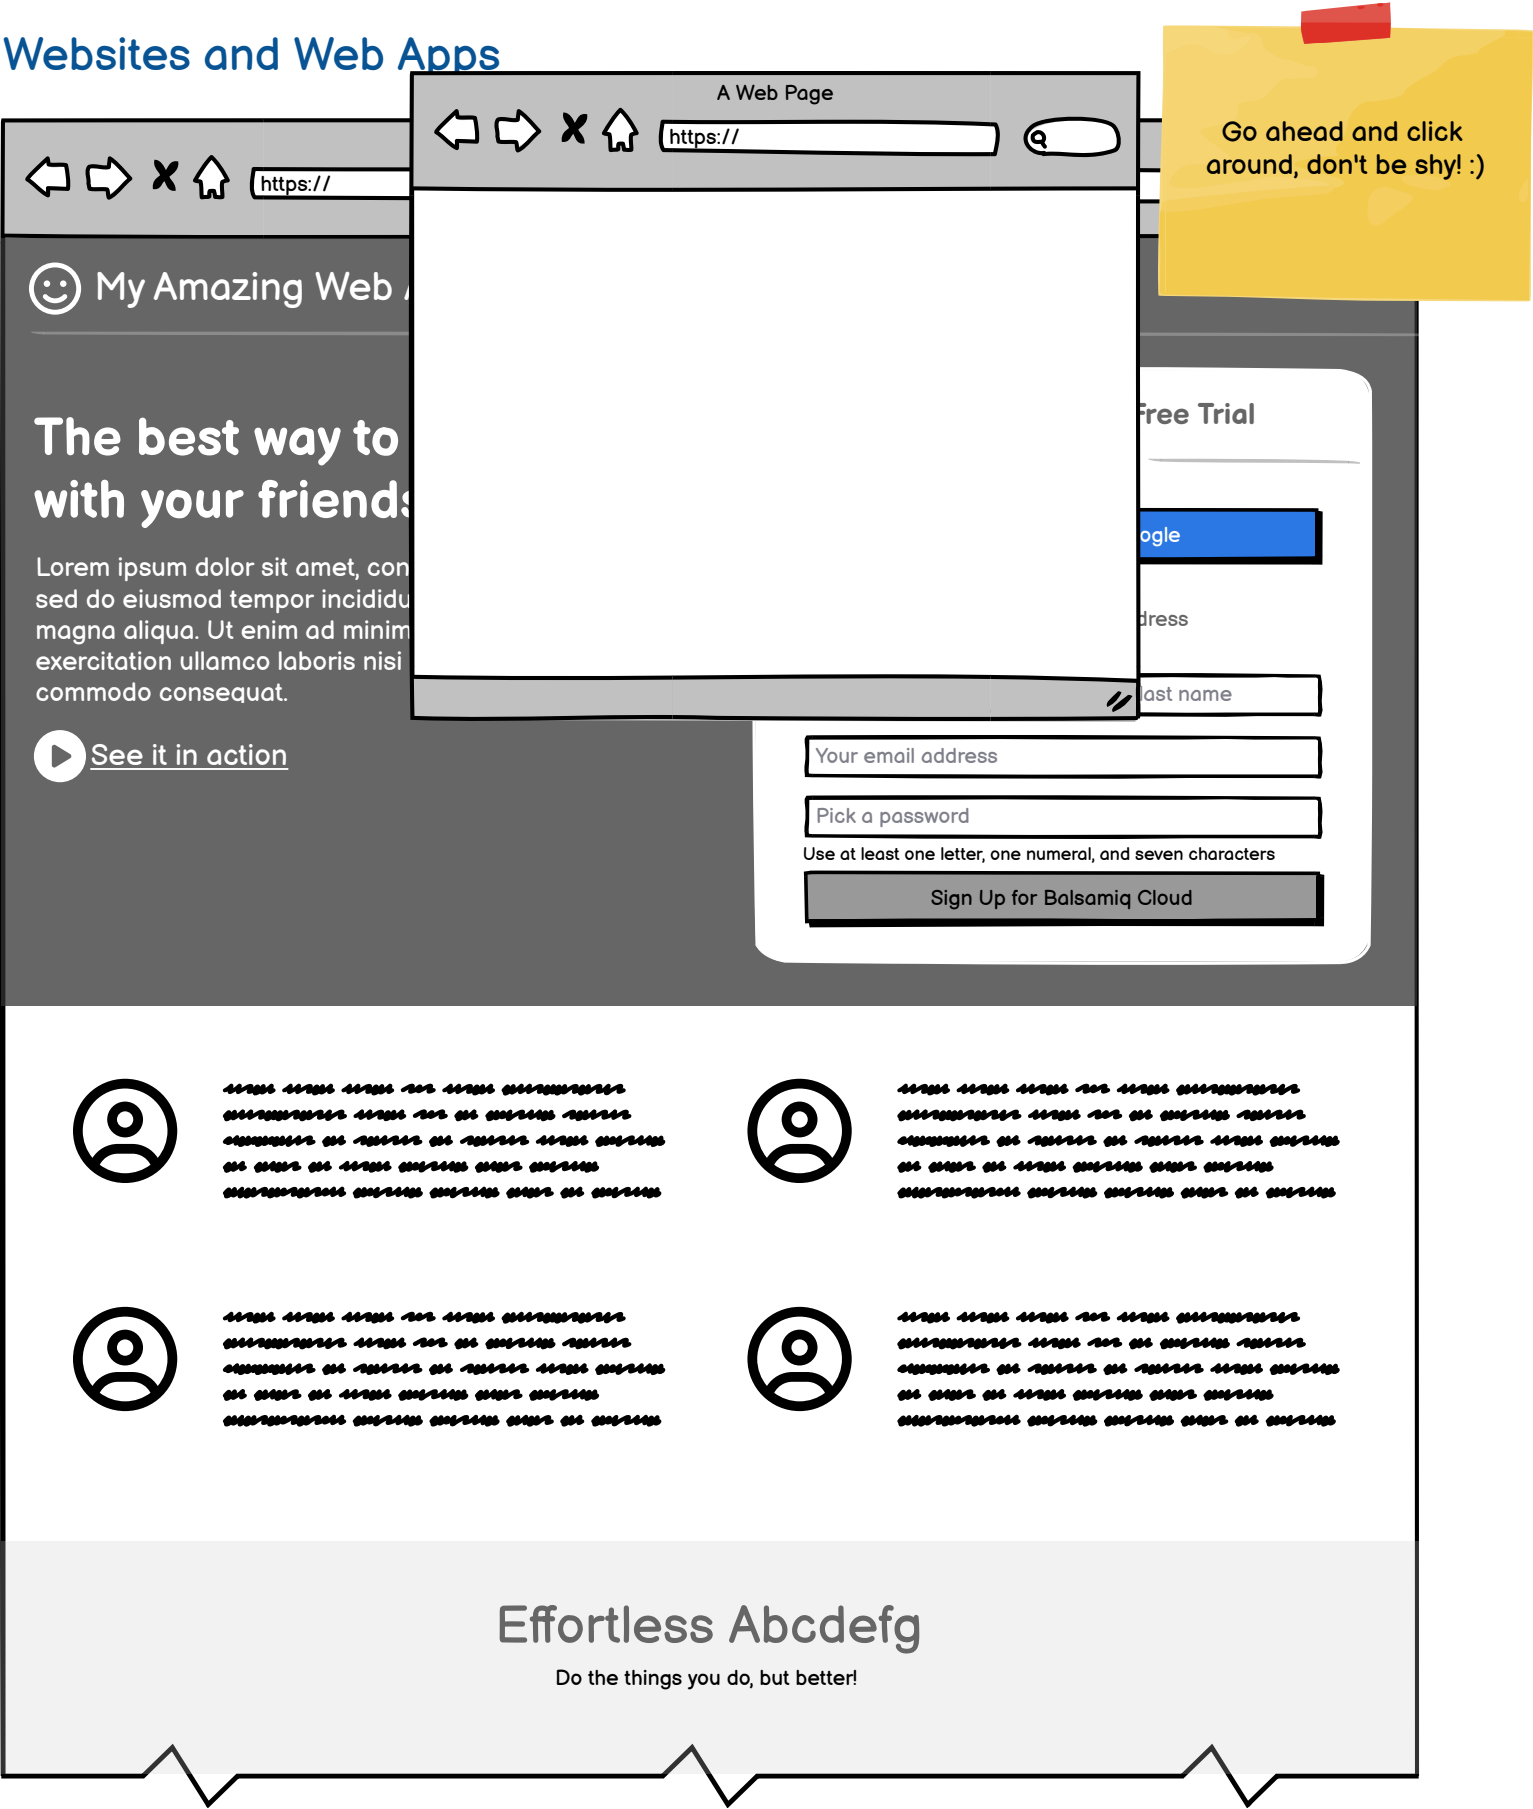 Websites and Web Apps
Go ahead and click
around, don't be shy! :)
A Web Page
https://
https://
My Amazing Web
The best way to
with your friends
Free Trial
Lorem ipsum dolor sit amet,
sed do eiusmod tempor
magna aliqua. Ut enim ad minim
exercitation ullamco laboris nisi
commodo consequat.
See it in action
last name
Your email address
Pick a password
Use at least one letter, one numeral, and seven characters
Sign Up for Balsamiq Cloud
Effortless Abcdefg
Do the things you do, but better!